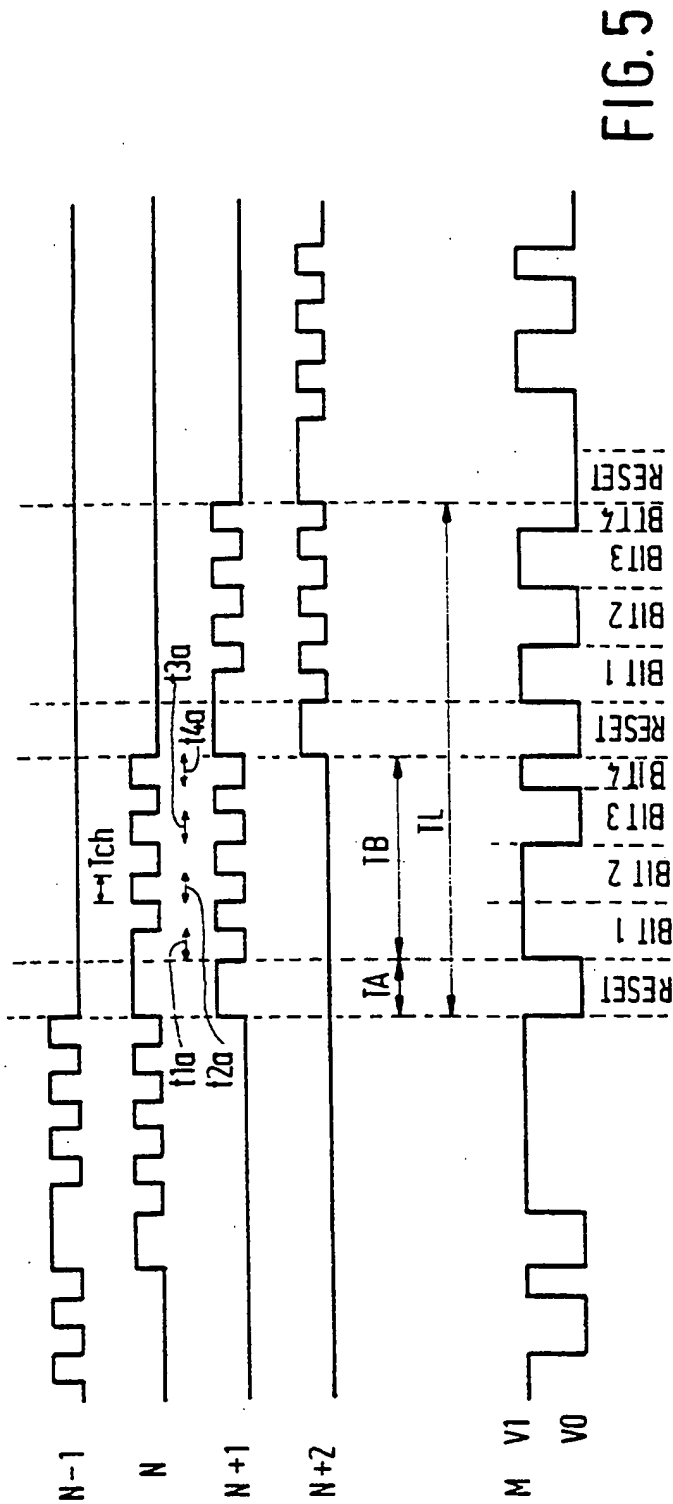 N-1
N
N+1
N+2
M V1
V0
Tch
t1a
t2a
t3a
t4a
TA
TB
TL
RESET
BIT 1
BIT 2
BIT 3
BIT 4
RESET
BIT 1
BIT 2
BIT 3
BIT 4
RESET
FIG. 5